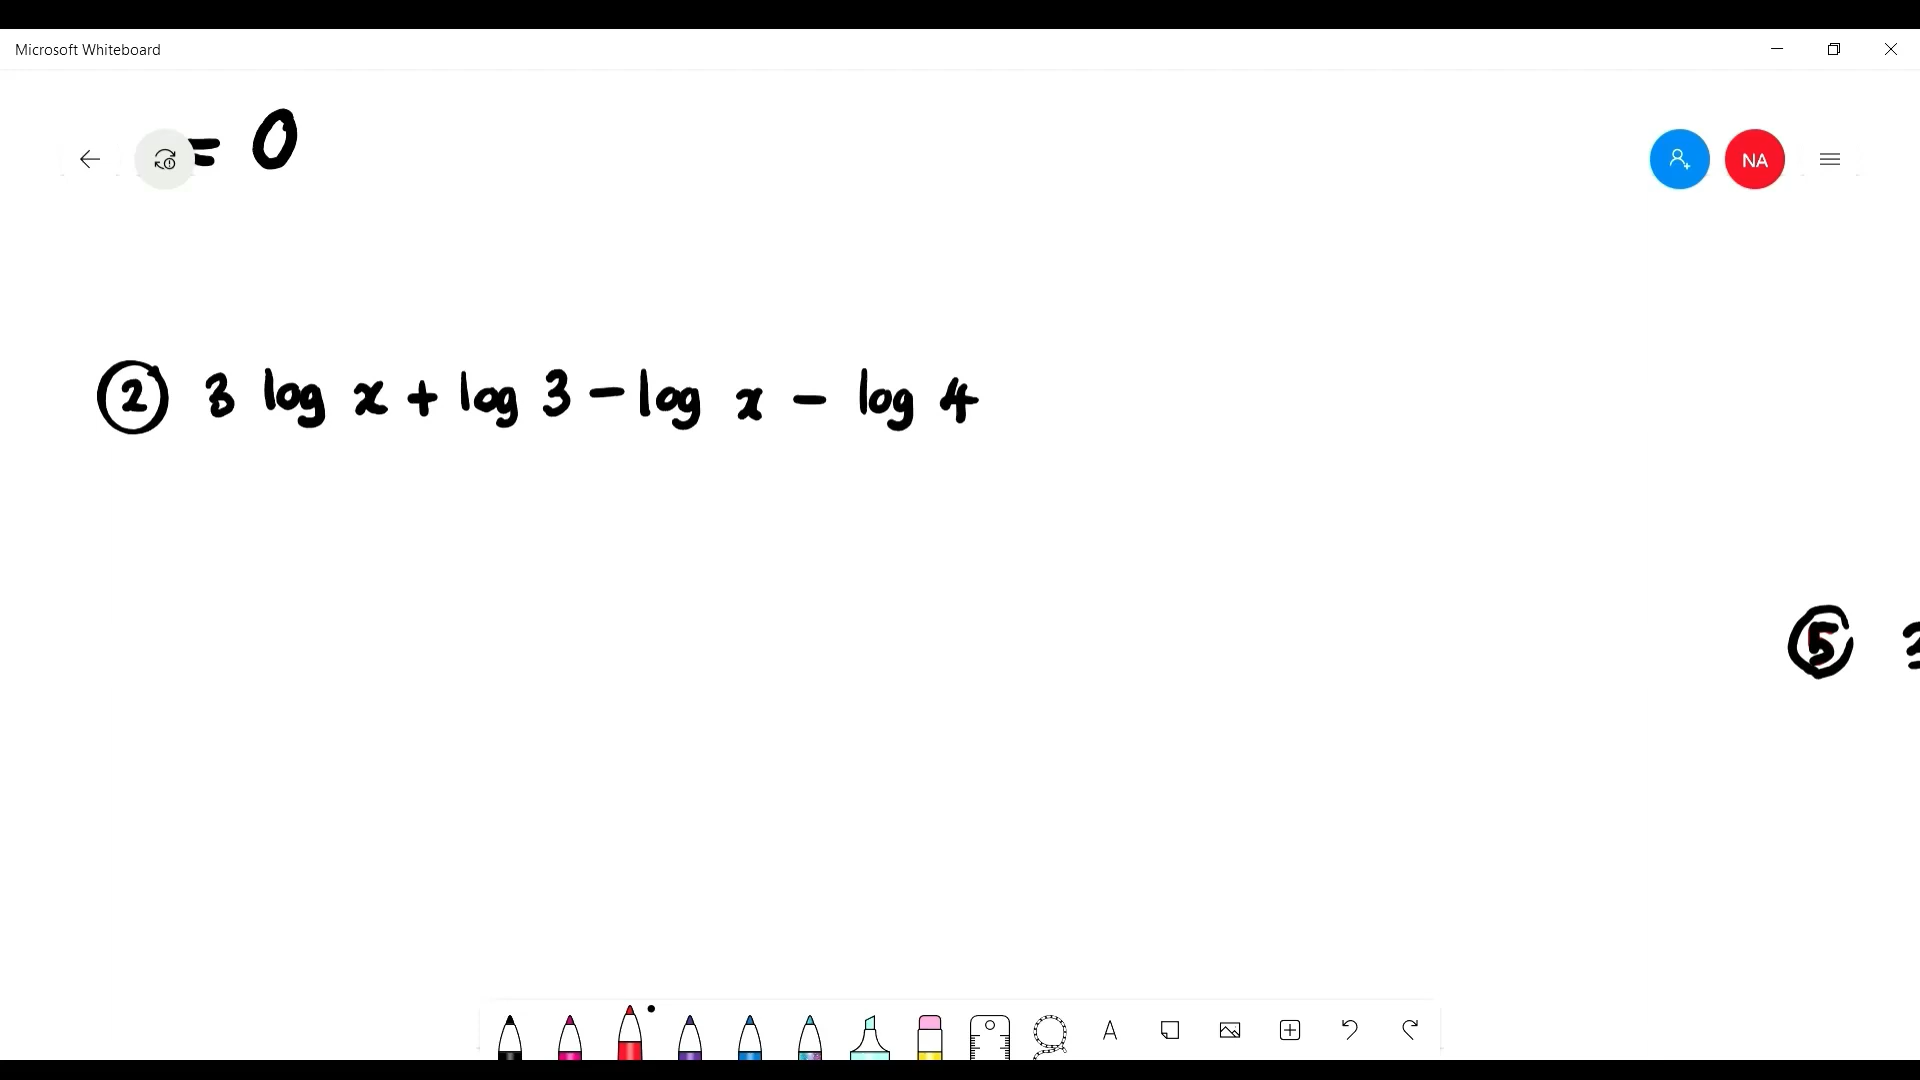 Microsoft Whiteboard
= 0
NA
② 3 log x + log 3 - log x - log 4
⑤
A